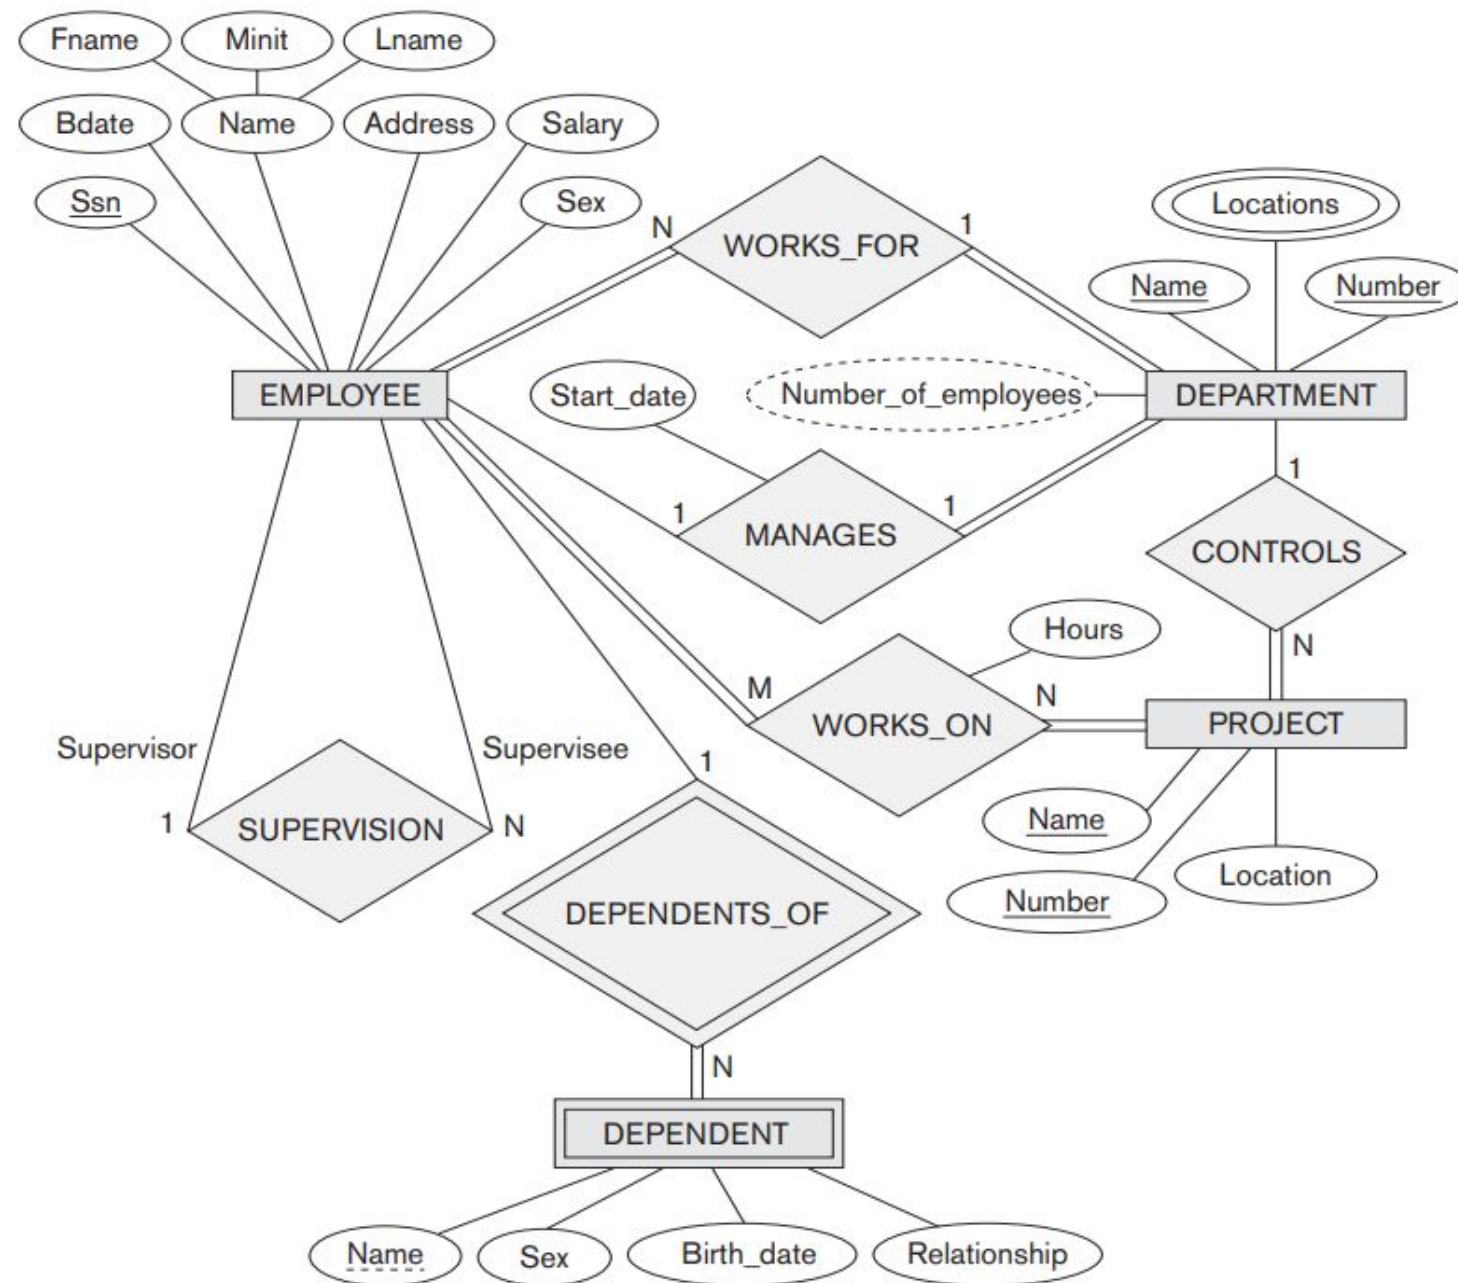 Fname Minit Lname
Bdate Name Address Salary
Ssn Sex
Locations
N WORKS_FOR 1
Name Number
EMPLOYEE Start_date Number_of_employees DEPARTMENT
1 MANAGES 1
1
CONTROLS
Hours
N
M WORKS_ON N PROJECT
Supervisor Supervisee 1
1 SUPERVISION N
Name
Location
Number
DEPENDENTS_OF
N
DEPENDENT
Name Sex Birth_date Relationship